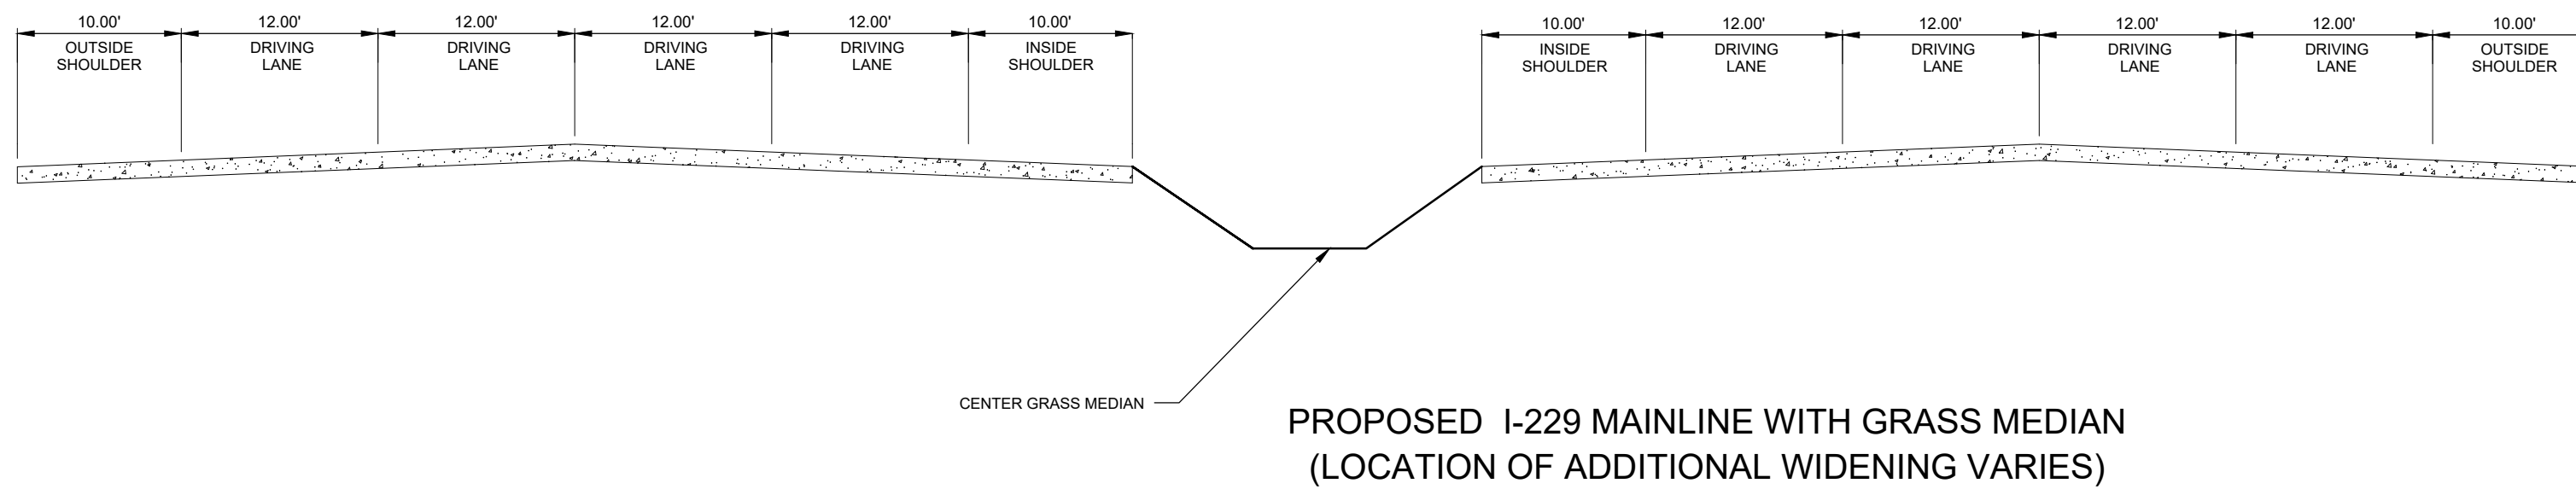 10.00' 12.00' 12.00' 12.00' 12.00' 10.00'
OUTSIDE DRIVING DRIVING DRIVING DRIVING INSIDE
SHOULDER LANE LANE LANE LANE SHOULDER
10.00' 12.00' 12.00' 12.00' 12.00' 10.00'
INSIDE DRIVING DRIVING DRIVING DRIVING OUTSIDE
SHOULDER LANE LANE LANE LANE SHOULDER
CENTER GRASS MEDIAN
PROPOSED I-229 MAINLINE WITH GRASS MEDIAN
(LOCATION OF ADDITIONAL WIDENING VARIES)